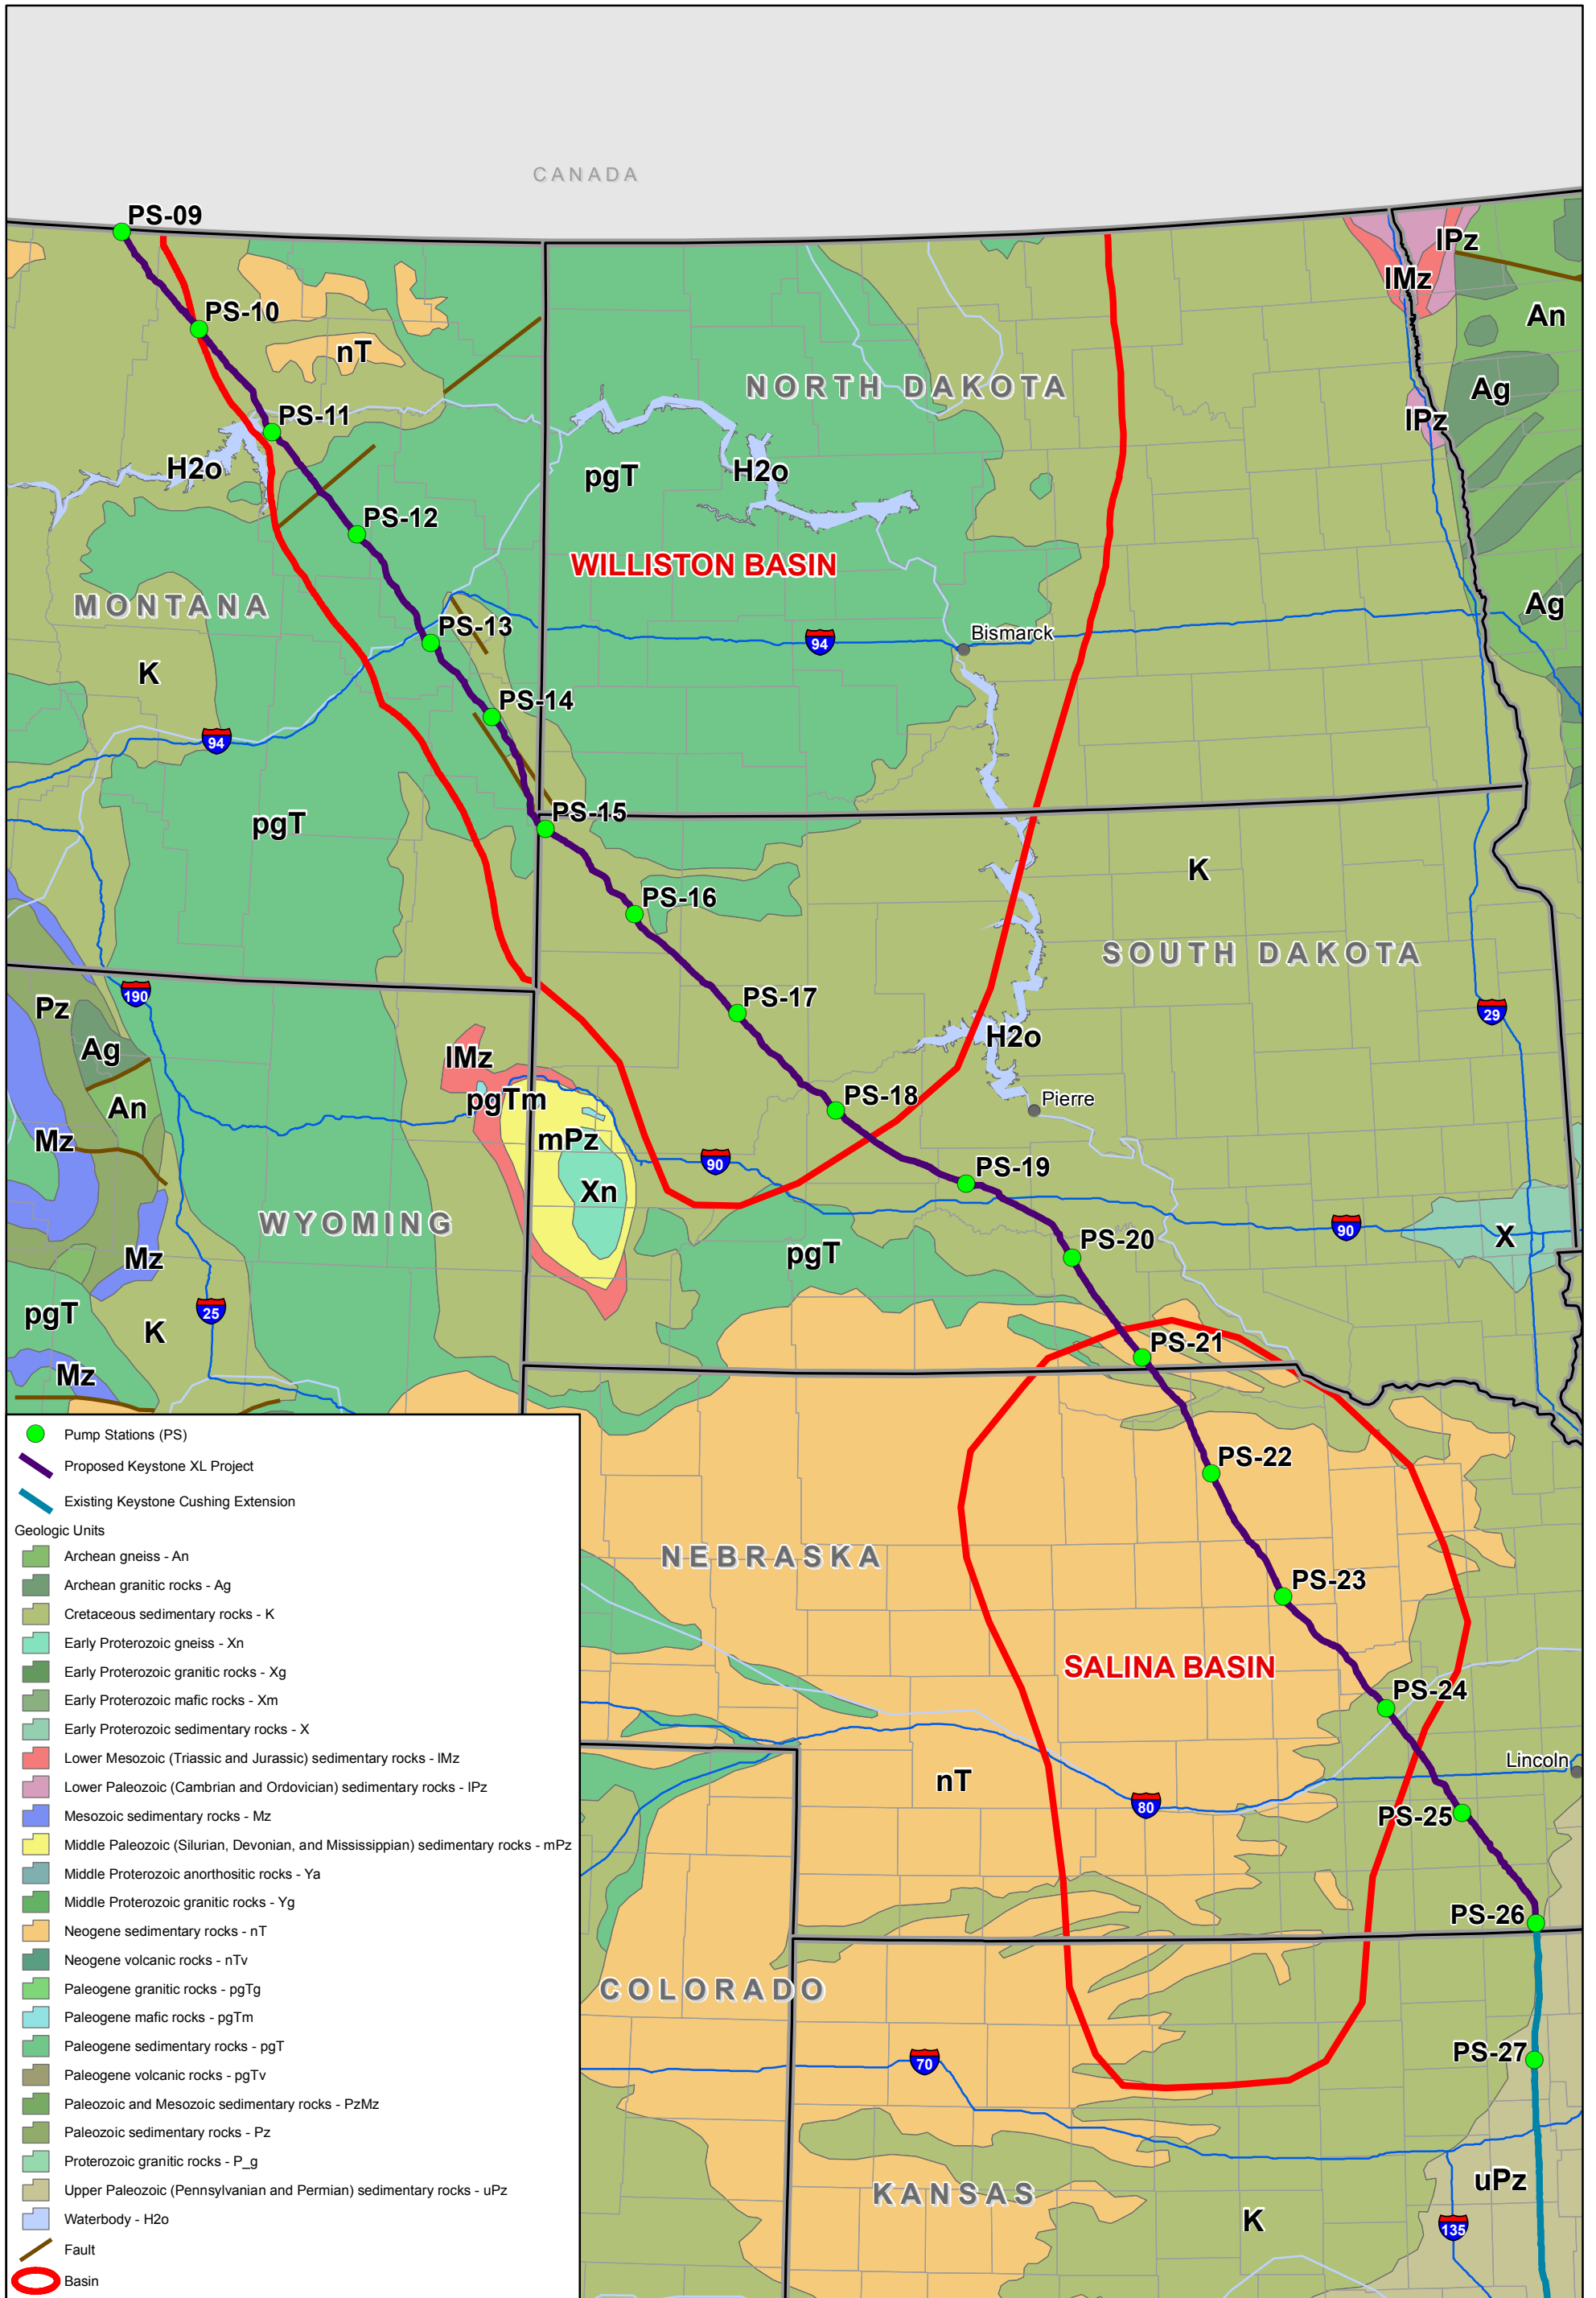 CANADA
PS-09
lPz
lMz
PS-10
An
nT
NORTH DAKOTA
Ag
PS-11
lPz
H2o
pgT
H2o
PS-12
WILLISTON BASIN
MONTANA
Ag
PS-13
94
Bismarck
K
PS-14
94
pgT
PS-15
K
PS-16
SOUTH DAKOTA
190
Pz
PS-17
29
Ag
lMz
H2o
pgTm
PS-18
Pierre
An
Mz
mPz
90
PS-19
Xn
WYOMING
90
X
Mz
pgT
PS-20
pgT
25
K
PS-21
Mz
PS-22
NEBRASKA
PS-23
SALINA BASIN
PS-24
Lincoln
nT
80
PS-25
PS-26
COLORADO
PS-27
70
uPz
KANSAS
K
135
Pump Stations (PS)
Proposed Keystone XL Project
Existing Keystone Cushing Extension
Geologic Units
Archean gneiss - An
Archean granitic rocks - Ag
Cretaceous sedimentary rocks - K
Early Proterozoic gneiss - Xn
Early Proterozoic granitic rocks - Xg
Early Proterozoic mafic rocks - Xm
Early Proterozoic sedimentary rocks - X
Lower Mesozoic (Triassic and Jurassic) sedimentary rocks - lMz
Lower Paleozoic (Cambrian and Ordovician) sedimentary rocks - lPz
Mesozoic sedimentary rocks - Mz
Middle Paleozoic (Silurian, Devonian, and Mississippian) sedimentary rocks - mPz
Middle Proterozoic anorthositic rocks - Ya
Middle Proterozoic granitic rocks - Yg
Neogene sedimentary rocks - nT
Neogene volcanic rocks - nTv
Paleogene granitic rocks - pgTg
Paleogene mafic rocks - pgTm
Paleogene sedimentary rocks - pgT
Paleogene volcanic rocks - pgTv
Paleozoic and Mesozoic sedimentary rocks - PzMz
Paleozoic sedimentary rocks - Pz
Proterozoic granitic rocks - P_g
Upper Paleozoic (Pennsylvanian and Permian) sedimentary rocks - uPz
Waterbody - H2o
Fault
Basin